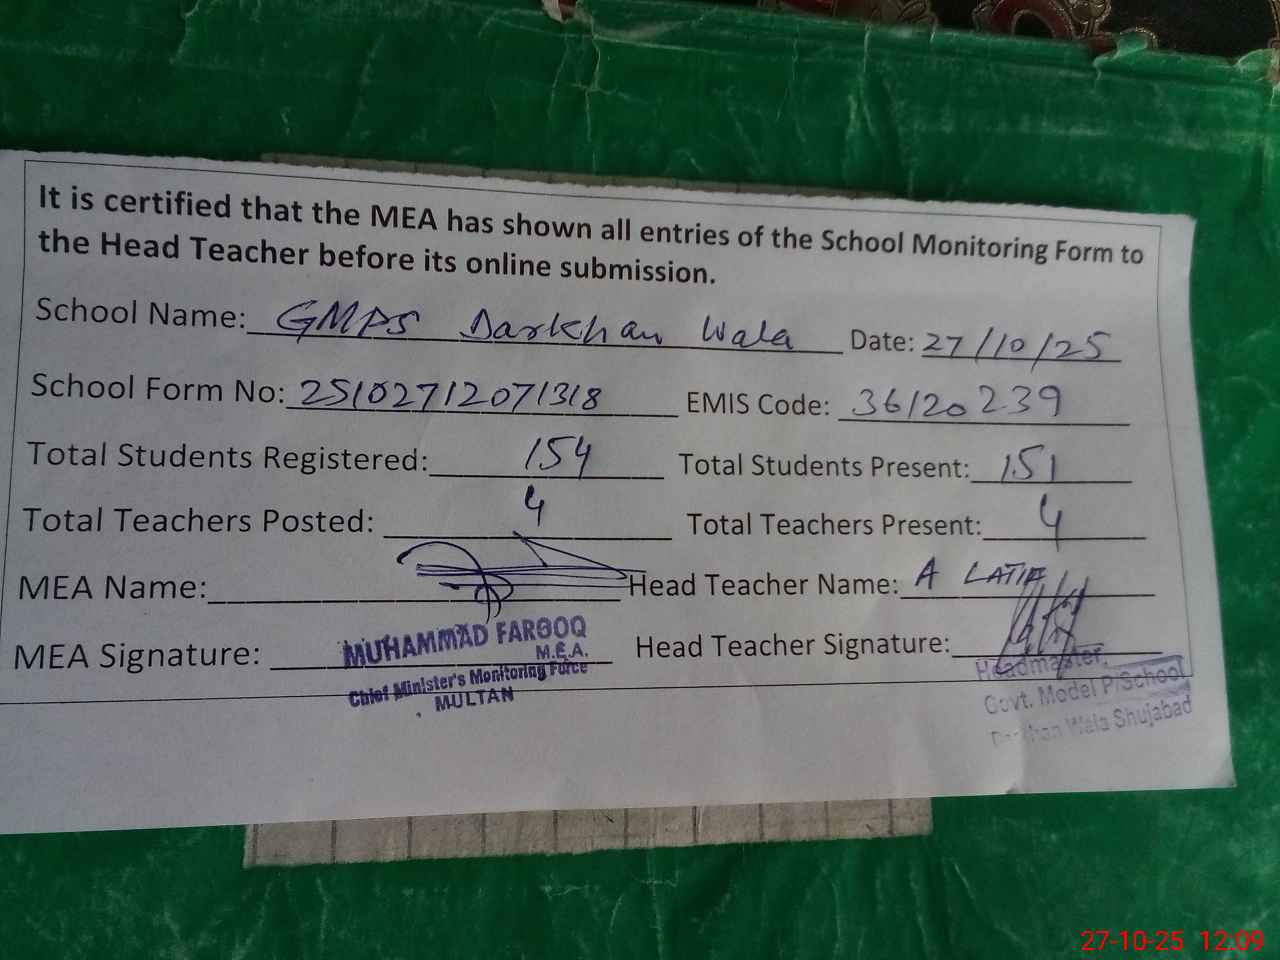 It is certified that the MEA has shown all entries of the School Monitoring Form to
the Head Teacher before its online submission.
School Name: GMPS Darkhan Wala Date: 27/10/25
School Form No: 25102712071318 EMIS Code: 36120239
Total Students Registered: 154 Total Students Present: 151
Total Teachers Posted: 4 Total Teachers Present: 4
MEA Name: Head Teacher Name: A LATIF
MEA Signature: Head Teacher Signature:
MUHAMMAD FAROOQ
M.E.A.
Chief Minister's Monitoring Force
MULTAN
Headmaster,
Govt. Model P/School
Darkhan Wala Shujabad
27-10-25 12:09